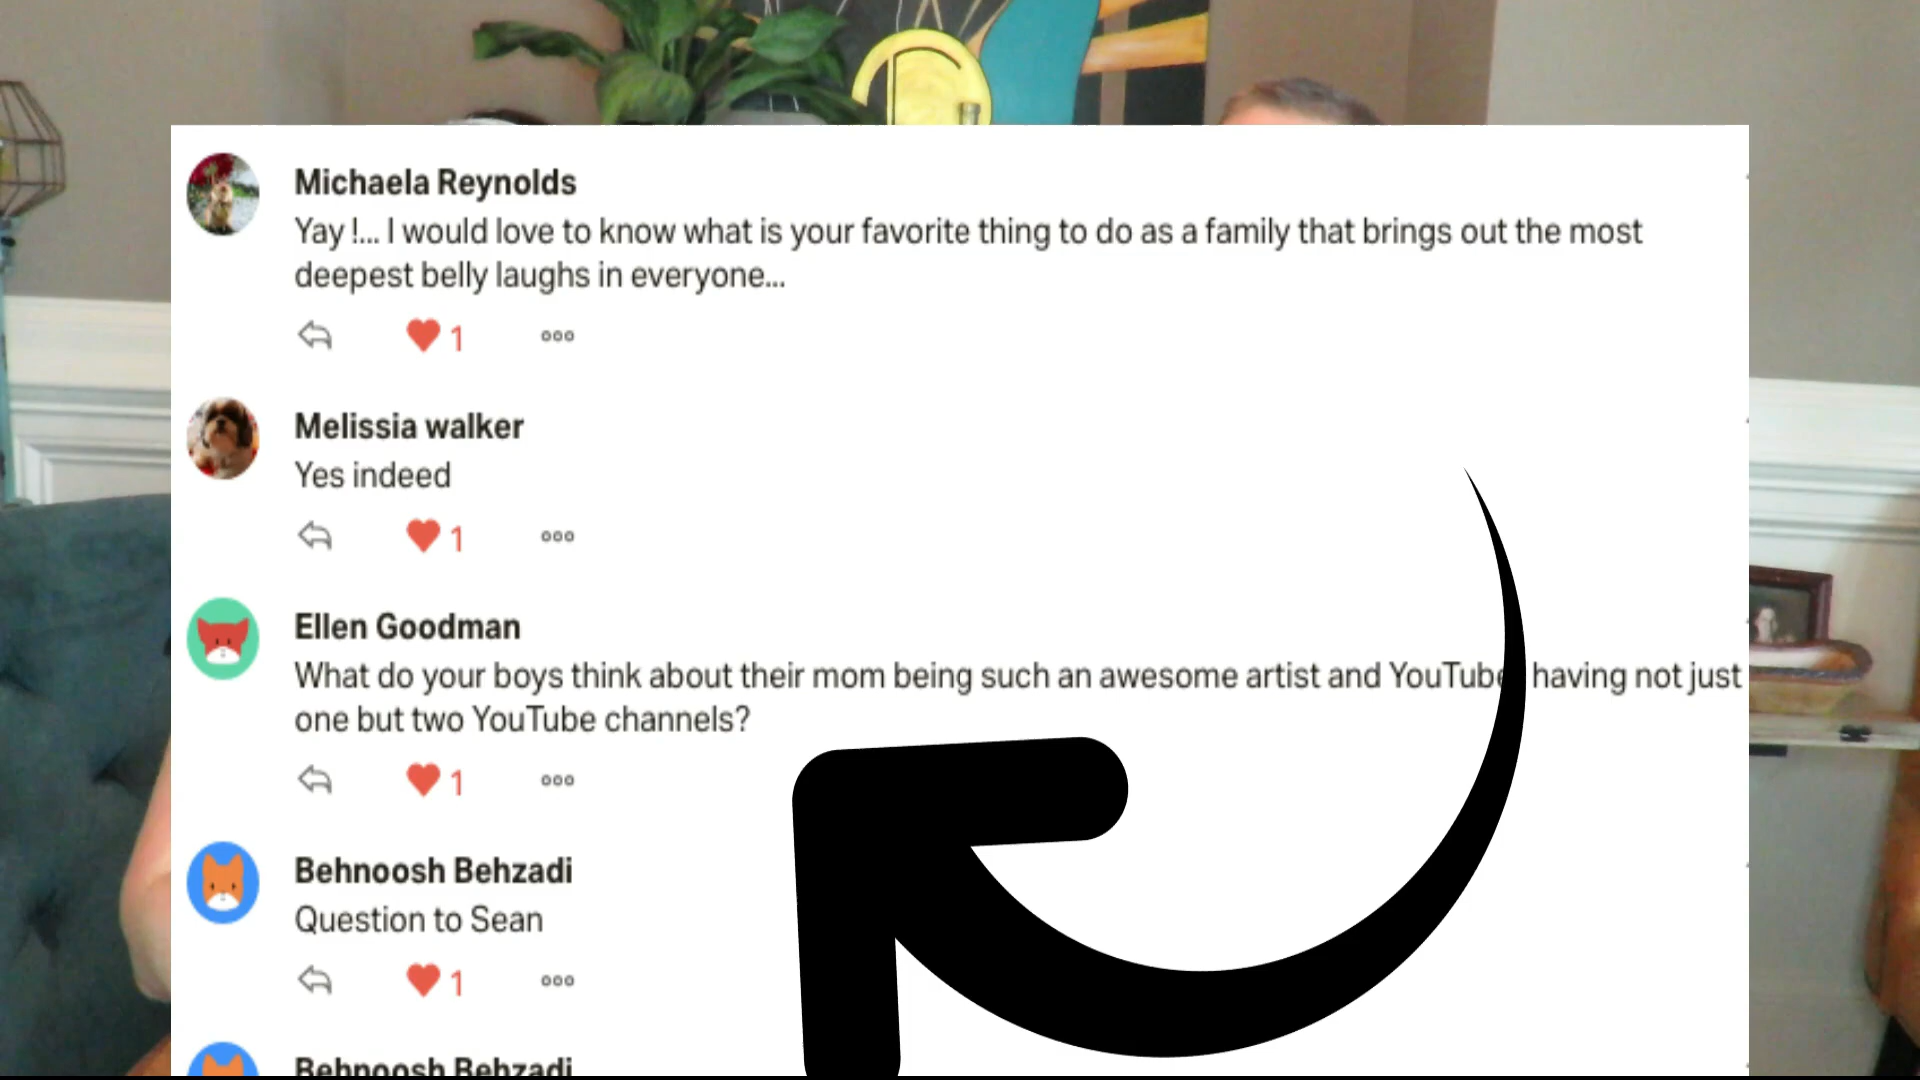 Michaela Reynolds
Yay !... I would love to know what is your favorite thing to do as a family that brings out the most
deepest belly laughs in everyone...
1
Melissia walker
Yes indeed
1
Ellen Goodman
What do your boys think about their mom being such an awesome artist and YouTube having not just
one but two YouTube channels?
1
Behnoosh Behzadi
Question to Sean
1
Behnoosh Behzadi